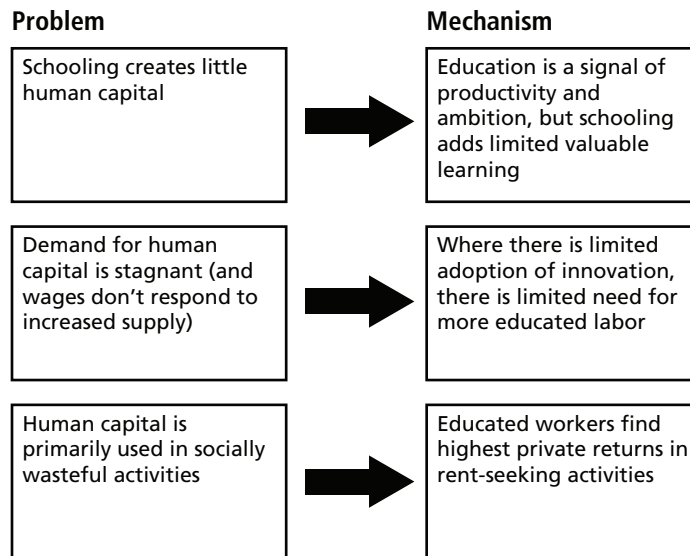 Problem
Mechanism
Schooling creates little
human capital
Education is a signal of
productivity and
ambition, but schooling
adds limited valuable
learning
Demand for human
capital is stagnant (and
wages don’t respond to
increased supply)
Where there is limited
adoption of innovation,
there is limited need for
more educated labor
Human capital is
primarily used in socially
wasteful activities
Educated workers find
highest private returns in
rent-seeking activities